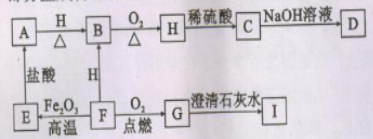 H O₂ 稀硫酸 NaOH溶液
A B H C D
△ △
盐酸 H
Fe₂O₃ O₂ 澄清石灰水
E F G I
高温 点燃